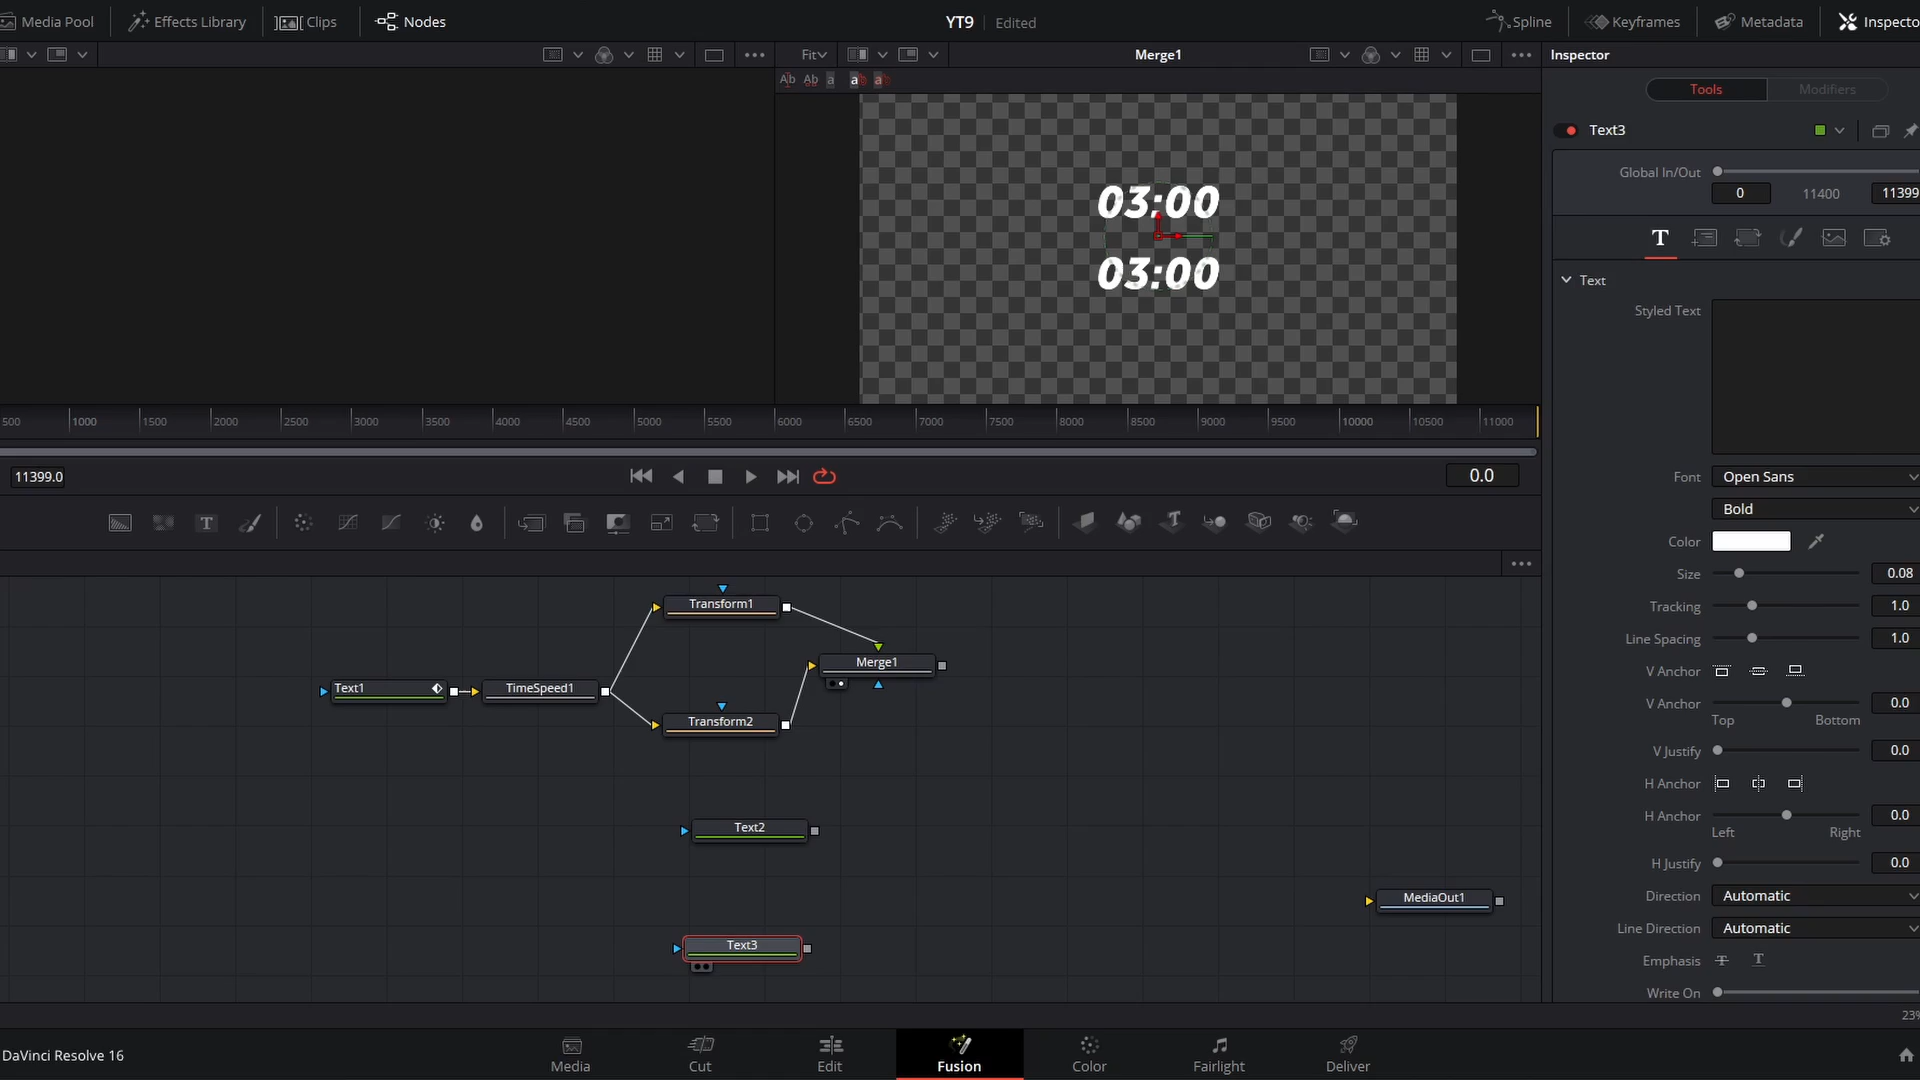 Media Pool
Effects Library
Clips
Nodes
YT9
Edited
Spline
Keyframes
Metadata
Inspecto
Fit
Merge1
Inspector
Ab Ab a a a
Tools
Modifiers
Text3
Global In/Out
0
11400
11399
03:00
03:00
Text
Styled Text
500
1000
1500
2000
2500
3000
3500
4000
4500
5000
5500
6000
6500
7000
7500
8000
8500
9000
9500
10000
10500
11000
11399.0
0.0
Font
Open Sans
Bold
Color
Size
0.08
Tracking
1.0
Line Spacing
1.0
V Anchor
V Anchor
0.0
Top
Bottom
V Justify
0.0
H Anchor
H Anchor
0.0
Left
Right
H Justify
0.0
Direction
Automatic
Line Direction
Automatic
Emphasis
Write On
Transform1
Merge1
Text1
TimeSpeed1
Transform2
Text2
MediaOut1
Text3
23%
DaVinci Resolve 16
Media
Cut
Edit
Fusion
Color
Fairlight
Deliver